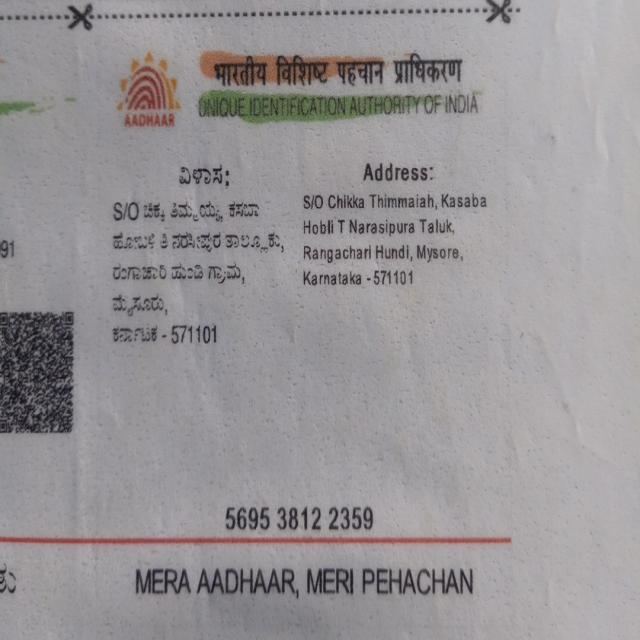 भारतीय विशिष्ट पहचान प्राधिकरण
UNIQUE IDENTIFICATION AUTHORITY OF INDIA
AADHAAR
ವಿಳಾಸ:
S/O ಚಿಕ್ಕ ತಿಮ್ಮಯ್ಯ, ಕಸಬಾ
ಹೋಬಳಿ ತಿ ನರಸೀಪುರ ತಾಲ್ಲೂಕು,
ರಂಗಾಚಾರಿ ಹುಂಡಿ ಗ್ರಾಮ,
ಮೈಸೂರು,
ಕರ್ನಾಟಕ - 571101
Address:
S/O Chikka Thimmaiah, Kasaba
Hobli T Narasipura Taluk,
Rangachari Hundi, Mysore,
Karnataka - 571101
91
5695 3812 2359
MERA AADHAAR, MERI PEHACHAN